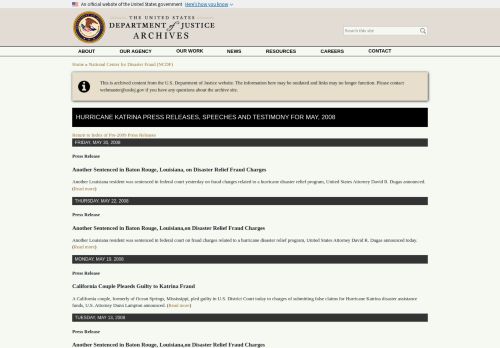 An official website of the United States government   Here's how you know
THE UNITED STATES
DEPARTMENT of JUSTICE
ARCHIVES
Search this site
ABOUT   OUR AGENCY   OUR WORK   NEWS   RESOURCES   CAREERS   CONTACT
Home » National Center for Disaster Fraud (NCDF)
This is archived content from the U.S. Department of Justice website. The information here may be outdated and links may no longer function. Please contact
webmaster@usdoj.gov if you have any questions about the archive site.
HURRICANE KATRINA PRESS RELEASES, SPEECHES AND TESTIMONY FOR MAY, 2008
Return to Index of Pre-2009 Press Releases
FRIDAY, MAY 30, 2008
Press Release
Another Sentenced in Baton Rouge, Louisiana, on Disaster Relief Fraud Charges
Another Louisiana resident was sentenced in federal court yesterday on fraud charges related to a hurricane disaster relief program, United States Attorney David R. Dugas announced.
(Read more)
THURSDAY, MAY 22, 2008
Press Release
Another Sentenced in Baton Rouge, Louisiana,on Disaster Relief Fraud Charges
Another Louisiana resident was sentenced in federal court on fraud charges related to a hurricane disaster relief program, United States Attorney David R. Dugas announced today.
(Read more)
MONDAY, MAY 19, 2008
Press Release
California Couple Pleaeds Guilty to Katrina Fraud
A California couple, formerly of Ocean Springs, Mississippi, pled guilty in U.S. District Court today to charges of submitting false claims for Hurricane Katrina disaster assistance
funds, U.S. Attorney Dunn Lampton announced. (Read more)
TUESDAY, MAY 13, 2008
Press Release
Another Sentenced in Baton Rouge, Louisiana,on Disaster Relief Fraud Charges